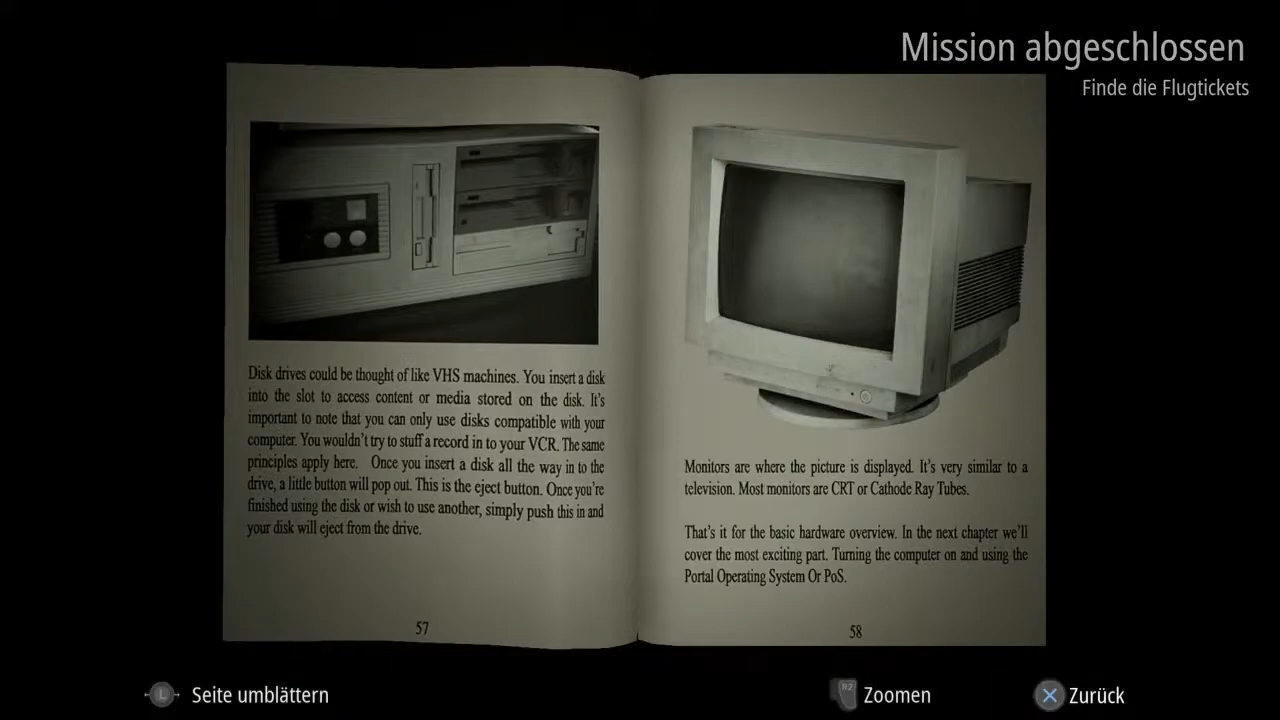 Mission abgeschlossen
Finde die Flugtickets
Disk drives could be thought of like VHS machines. You insert a disk
into the slot to access content or media stored on the disk. It's
important to note that you can only use disks compatible with your
computer. You wouldn't try to stuff a record in to your VCR. The same
principles apply here. Once you insert a disk all the way in to the
drive, a little button will pop out. This is the eject button. Once you're
finished using the disk or wish to use another, simply push this in and
your disk will eject from the drive.
57
Monitors are where the picture is displayed. It's very similar to a
television. Most monitors are CRT or Cathode Ray Tubes.
That's it for the basic hardware overview. In the next chapter we'll
cover the most exciting part. Turning the computer on and using the
Portal Operating System Or PoS.
58
L Seite umblättern
R2 Zoomen
Zurück